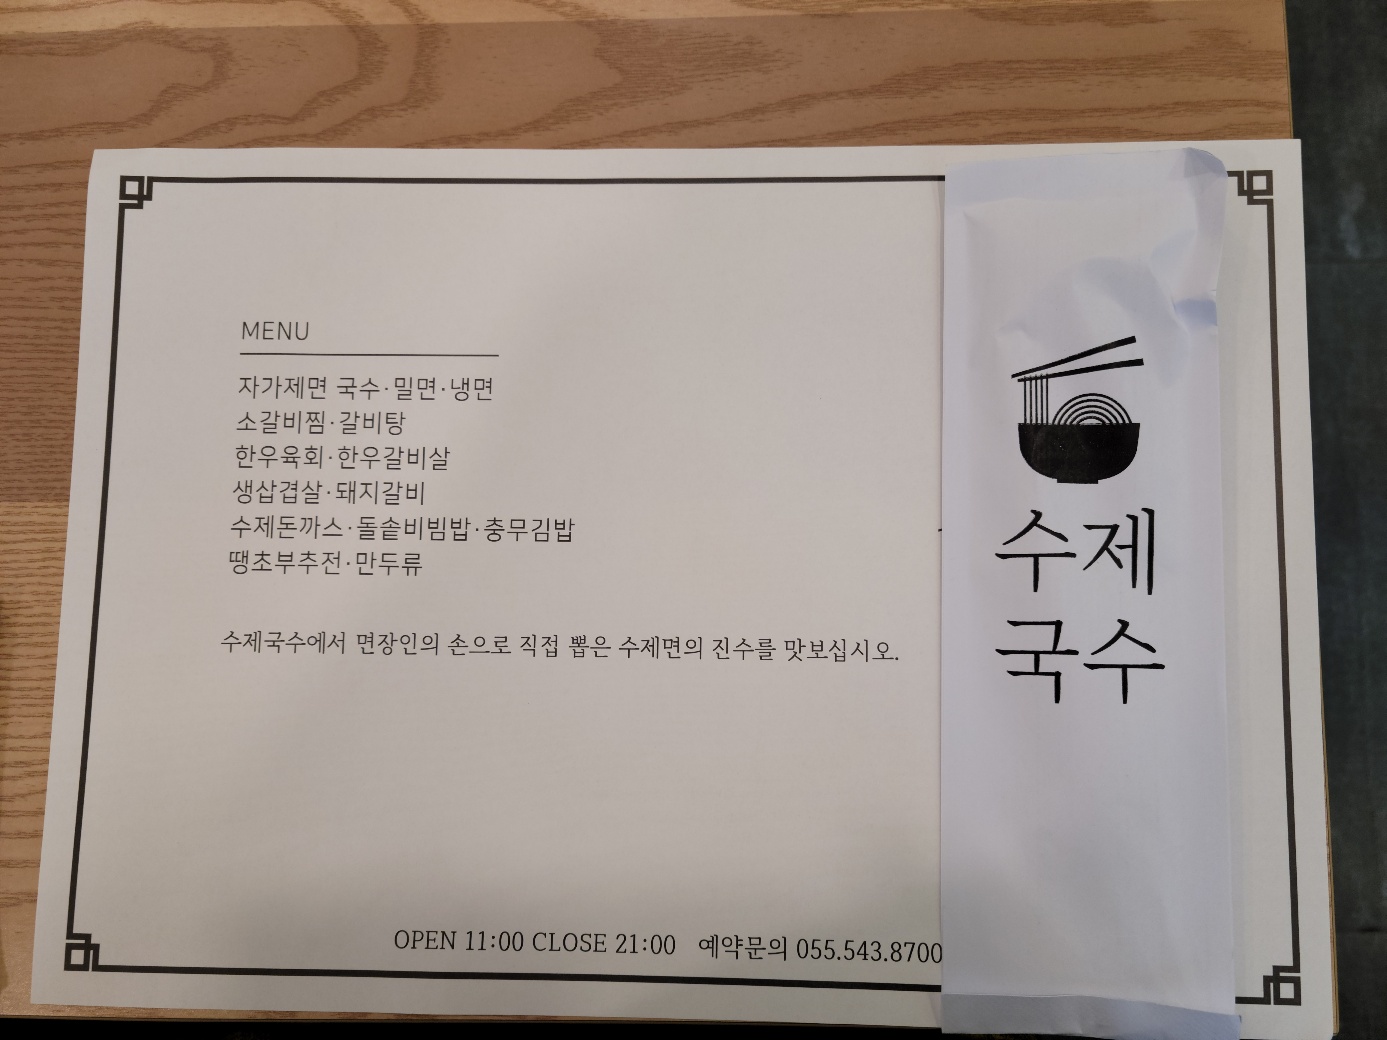 MENU
자가제면 국수·밀면·냉면
소갈비찜·갈비탕
한우육회·한우갈비살
생삼겹살·돼지갈비
수제돈까스·돌솥비빔밥·충무김밥
땡초부추전·만두류
수제국수에서 면장인의 손으로 직접 뽑은 수제면의 진수를 맛보십시오.
OPEN 11:00 CLOSE 21:00 예약문의 055.543.8700
수제
국수